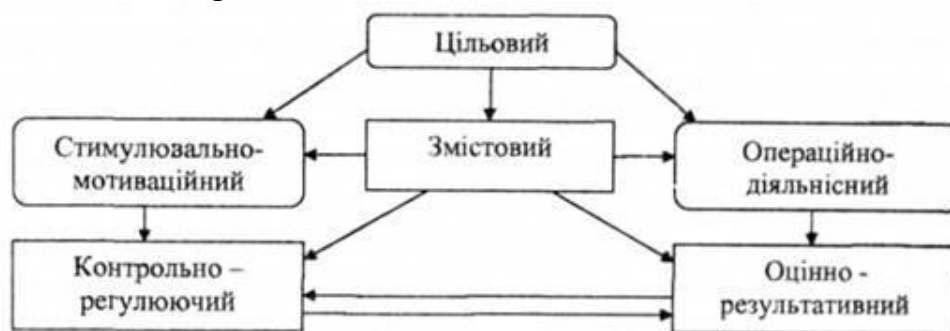 Цільовий
Стимулювально-
мотиваційний
Змістовий
Операційно-
діяльнісний
Контрольно –
регулюючий
Оцінно -
результативний